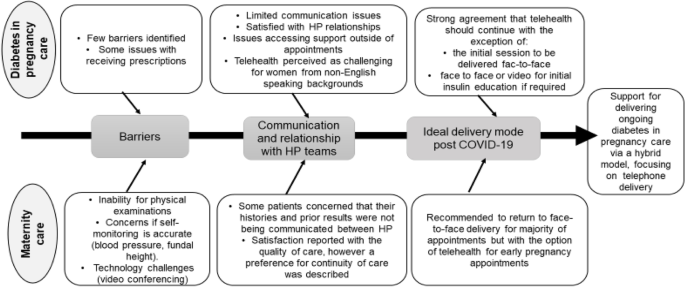 Diabetes in
pregnancy
care
• Few barriers identified
• Some issues with
receiving prescriptions
• Limited communication issues
• Satisfied with HP relationships
• Issues accessing support outside of
appointments
• Telehealth perceived as challenging
for women from non-English
speaking backgrounds
Strong agreement that telehealth
should continue with the
exception of:
• the initial session to be
delivered fac-to-face
• face to face or video for initial
insulin education if required
Barriers
Communication
and relationship
with HP teams
Ideal delivery mode
post COVID-19
Support for
delivering
ongoing
diabetes in
pregnancy care
via a hybrid
model, focusing
on telephone
delivery
Maternity
care
• Inability for physical
examinations
• Concerns if self-
monitoring is accurate
(blood pressure, fundal
height).
• Technology challenges
(video conferencing)
• Some patients concerned that their
histories and prior results were not
being communicated between HP
• Satisfaction reported with the
quality of care, however a
preference for continuity of care
was described
Recommended to return to face-
to-face delivery for majority of
appointments but with the option
of telehealth for early pregnancy
appointments